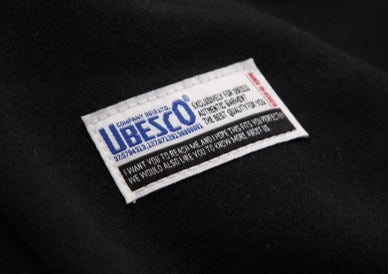 COMPANY 2013 LTD.
UBESCO®
EXCLUSIVELY FOR UBESCO
AUTHENTIC GARMENT
THE BEST QUALITY FOR YOU
I WANT YOU TO REACH ME AND I HOPE THIS FITS YOU PERFECTLY
WE WOULD ALSO LIKE YOU TO KNOW MORE ABOUT US